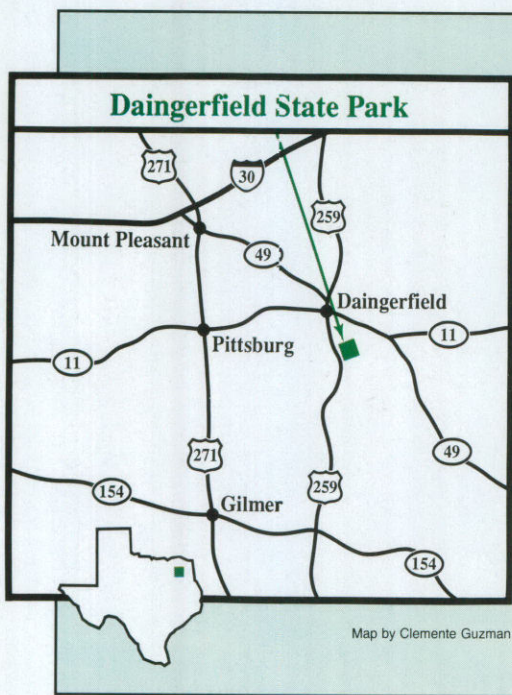 Daingerfield State Park
271
30
259
Mount Pleasant
49
Daingerfield
11
Pittsburg
11
271
49
259
154
Gilmer
154
Map by Clemente Guzman